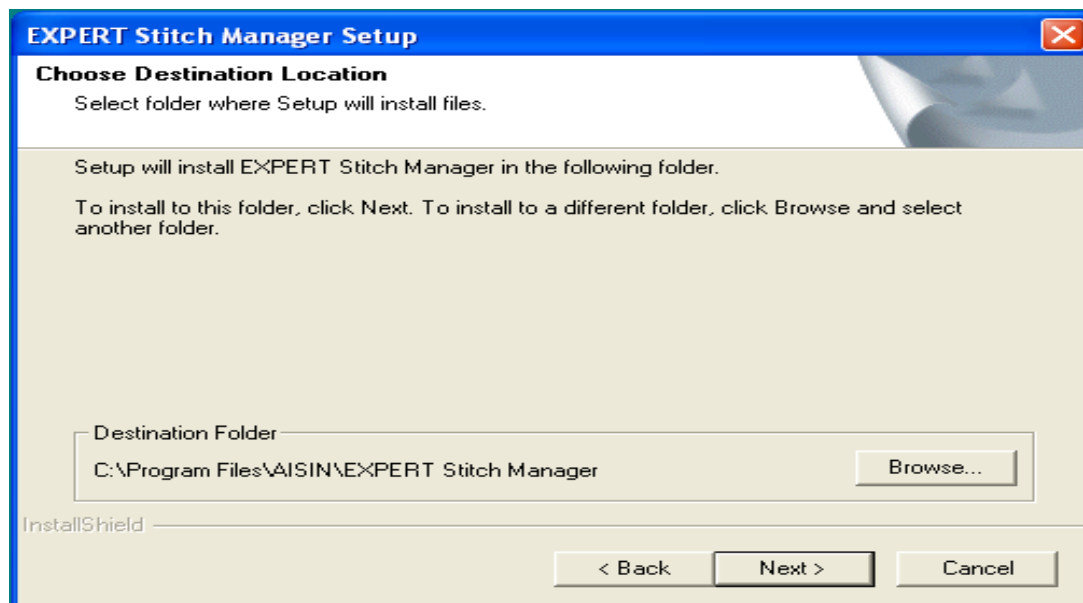 EXPERT Stitch Manager Setup
Choose Destination Location
Select folder where Setup will install files.
Setup will install EXPERT Stitch Manager in the following folder.
To install to this folder, click Next. To install to a different folder, click Browse and select
another folder.
Destination Folder
C:\Program Files\AISIN\EXPERT Stitch Manager
Browse...
InstallShield
< Back
Next >
Cancel